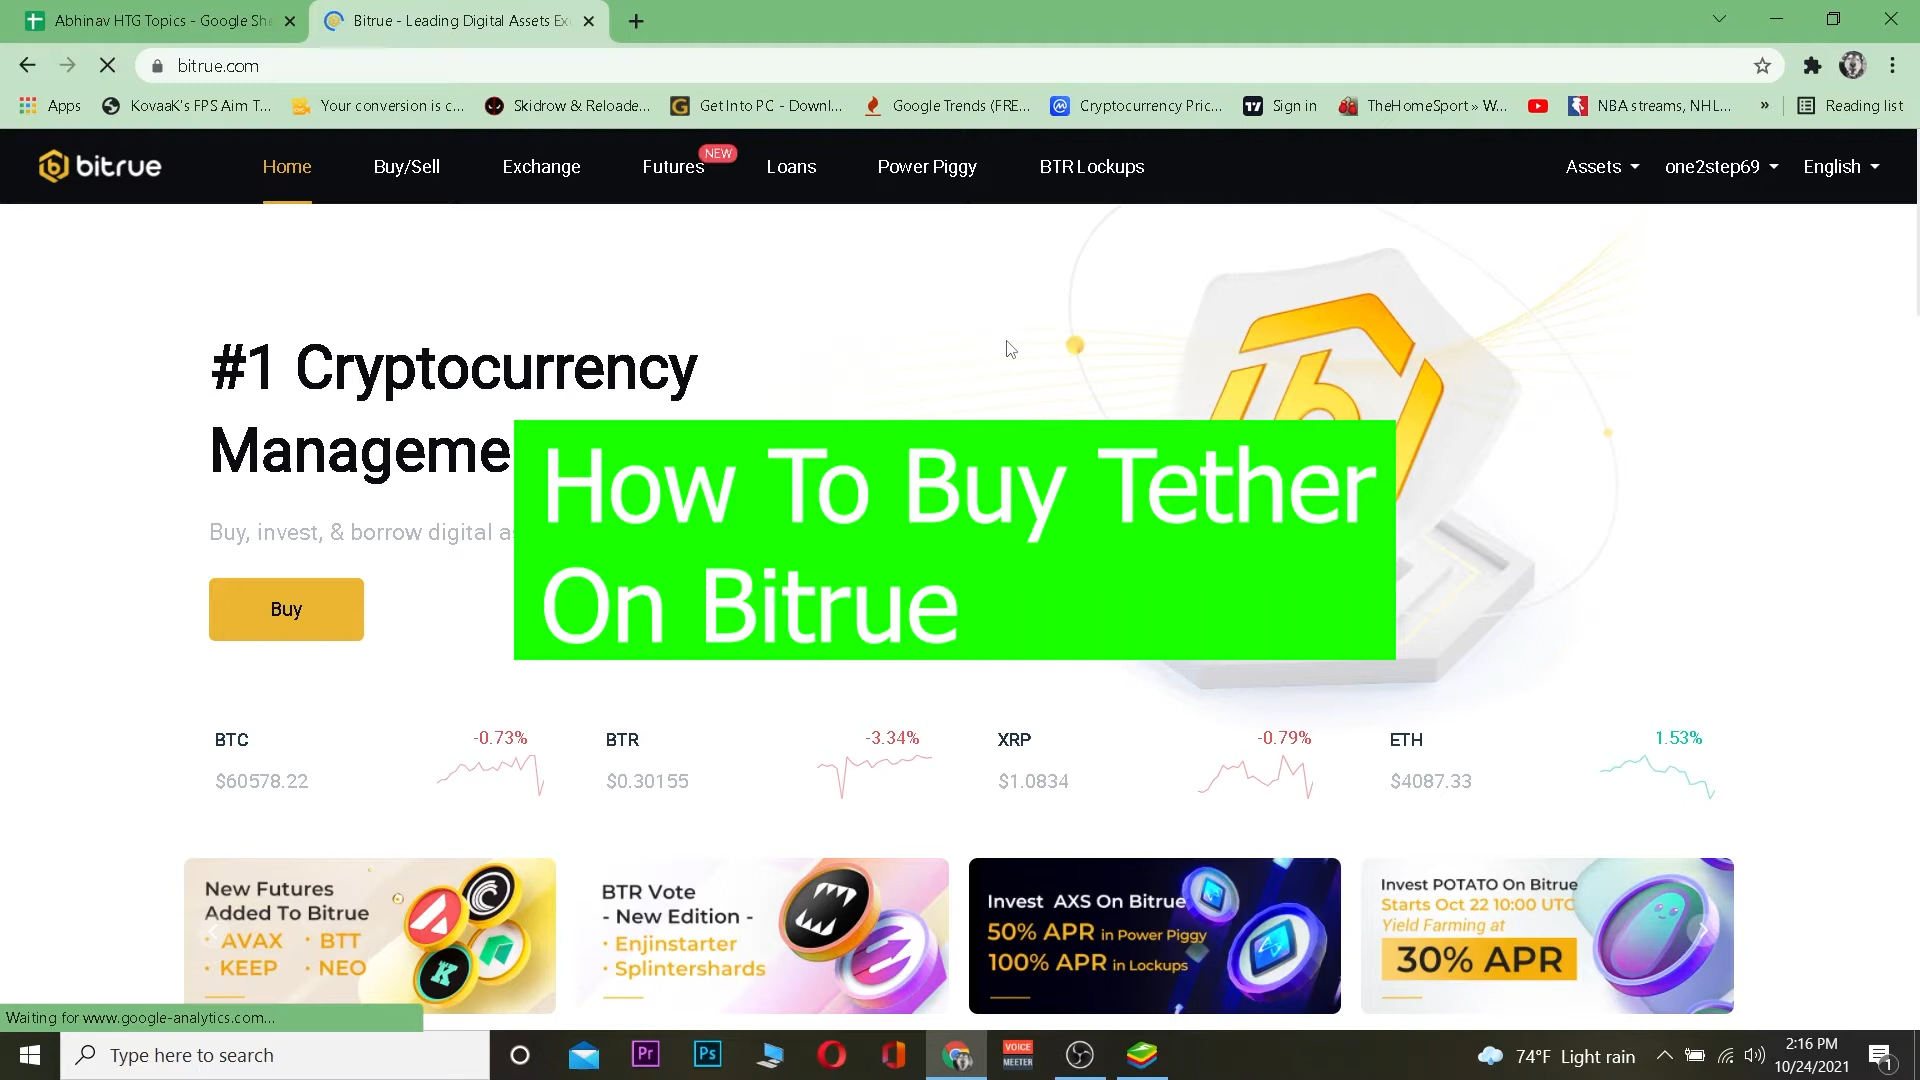 Abhinav HTG Topics - Google She
Bitrue - Leading Digital Assets Ex
bitrue.com
Apps
KovaaK's FPS Aim T...
Your conversion is c...
Skidrow & Reloade...
Get Into PC - Downl...
Google Trends (FRE...
Cryptocurrency Pric...
Sign in
TheHomeSport » W...
NBA streams, NHL...
»
Reading list
bitrue
Home
Buy/Sell
Exchange
Futures
NEW
Loans
Power Piggy
BTR Lockups
Assets
one2step69
English
#1 Cryptocurrency
Manageme
Buy, invest, & borrow digital as
Buy
How To Buy Tether
On Bitrue
BTC
-0.73%
$60578.22
BTR
-3.34%
$0.30155
XRP
-0.79%
$1.0834
ETH
1.53%
$4087.33
New Futures
Added To Bitrue
· AVAX · BTT
· KEEP · NEO
BTR Vote
- New Edition -
· Enjinstarter
· Splintershards
Invest AXS On Bitrue
50% APR in Power Piggy
100% APR in Lockups
Invest POTATO On Bitrue
Starts Oct 22 10:00 UTC
Yield Farming at
30% APR
Waiting for www.google-analytics.com...
Type here to search
Pr
Ps
VOICE
MEETER
74°F Light rain
2:16 PM
10/24/2021
1